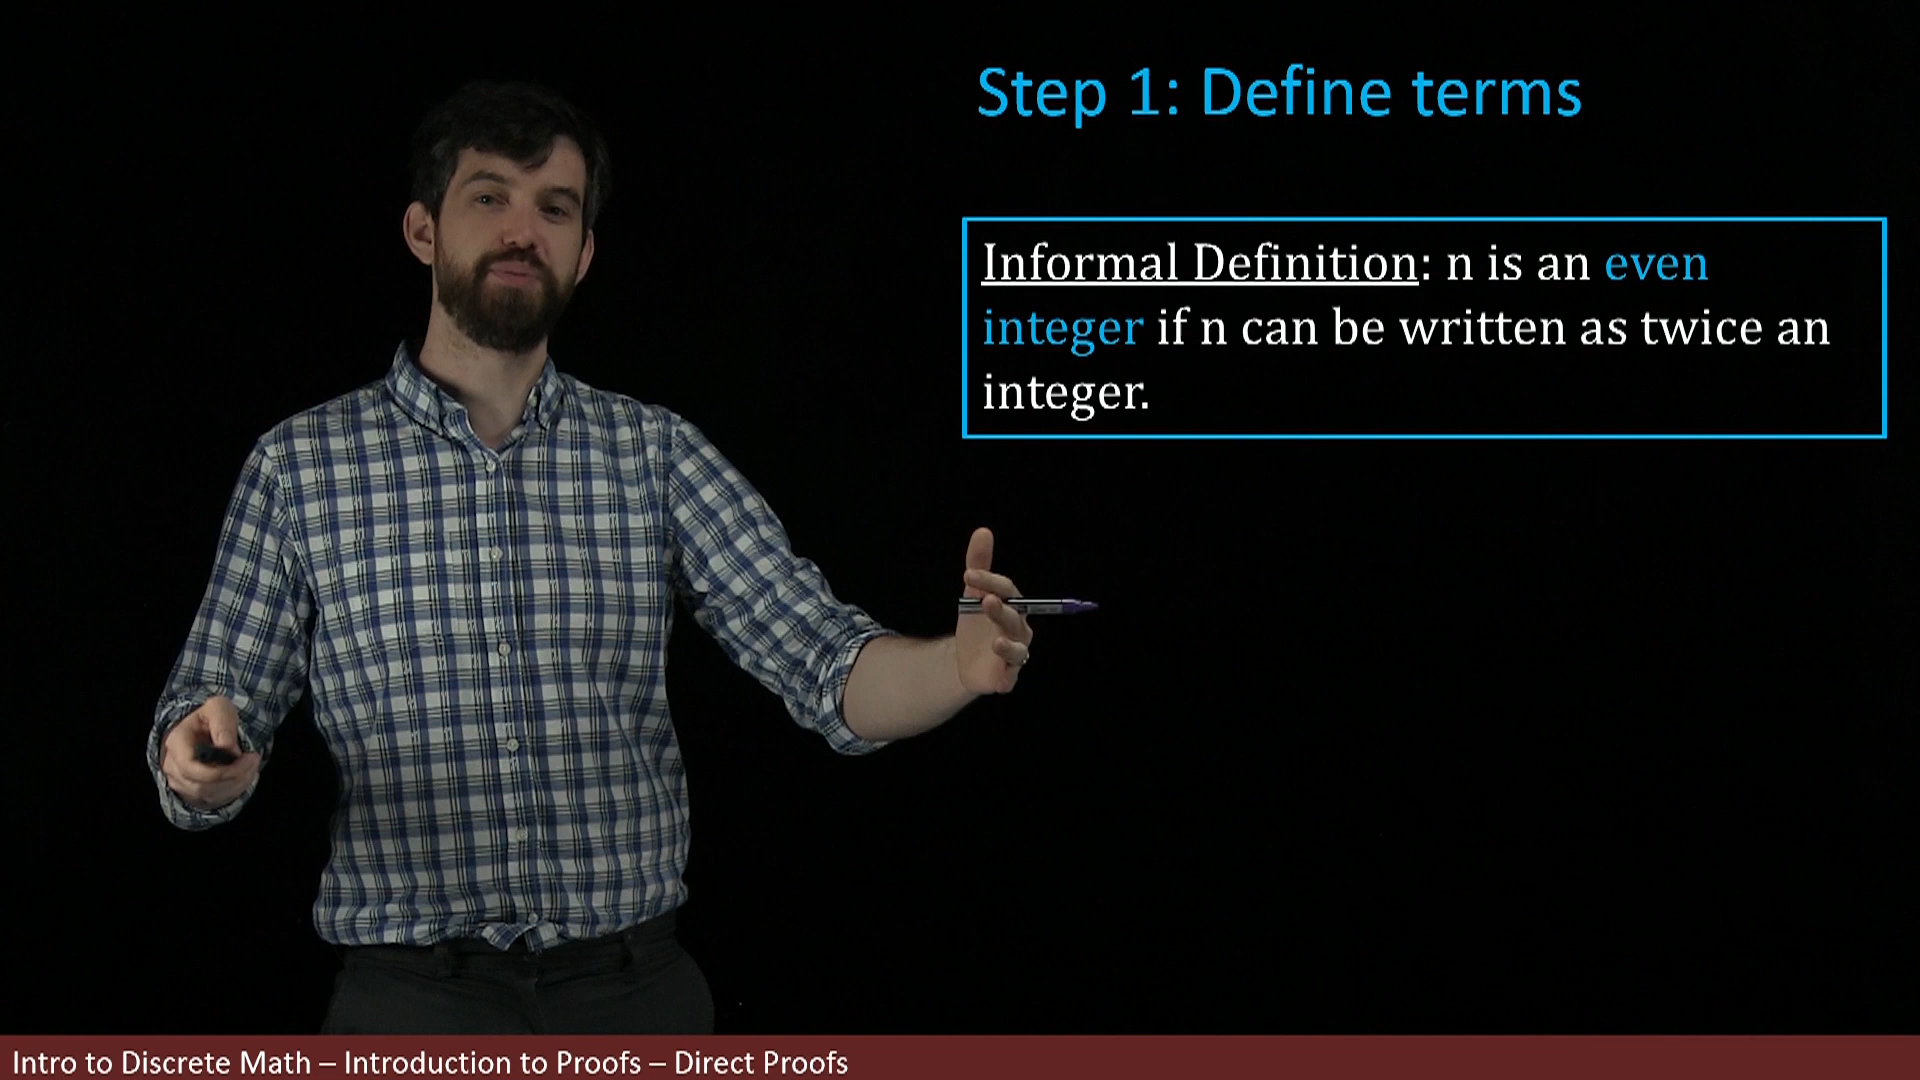 Step 1: Define terms
Informal Definition: n is an even
integer if n can be written as twice an
integer.
Intro to Discrete Math – Introduction to Proofs – Direct Proofs